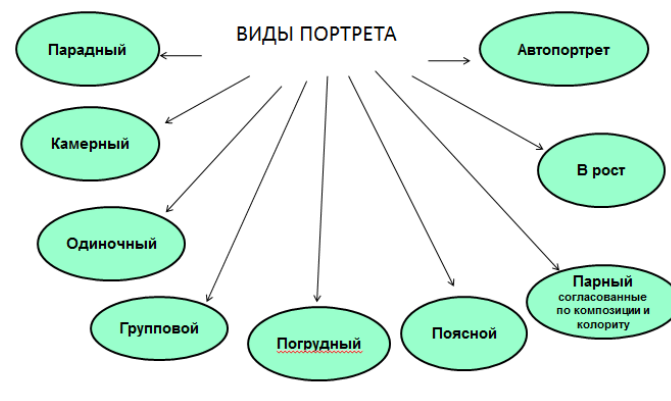 ВИДЫ ПОРТРЕТА
Парадный
Автопортрет
Камерный
В рост
Одиночный
Парный
согласованные
по композиции и
колориту
Групповой
Погрудный
Поясной